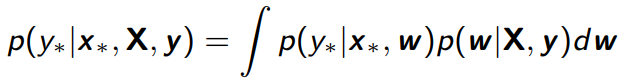 p(y∗|x∗, X, y) = ∫ p(y∗|x∗, w)p(w|X, y)dw